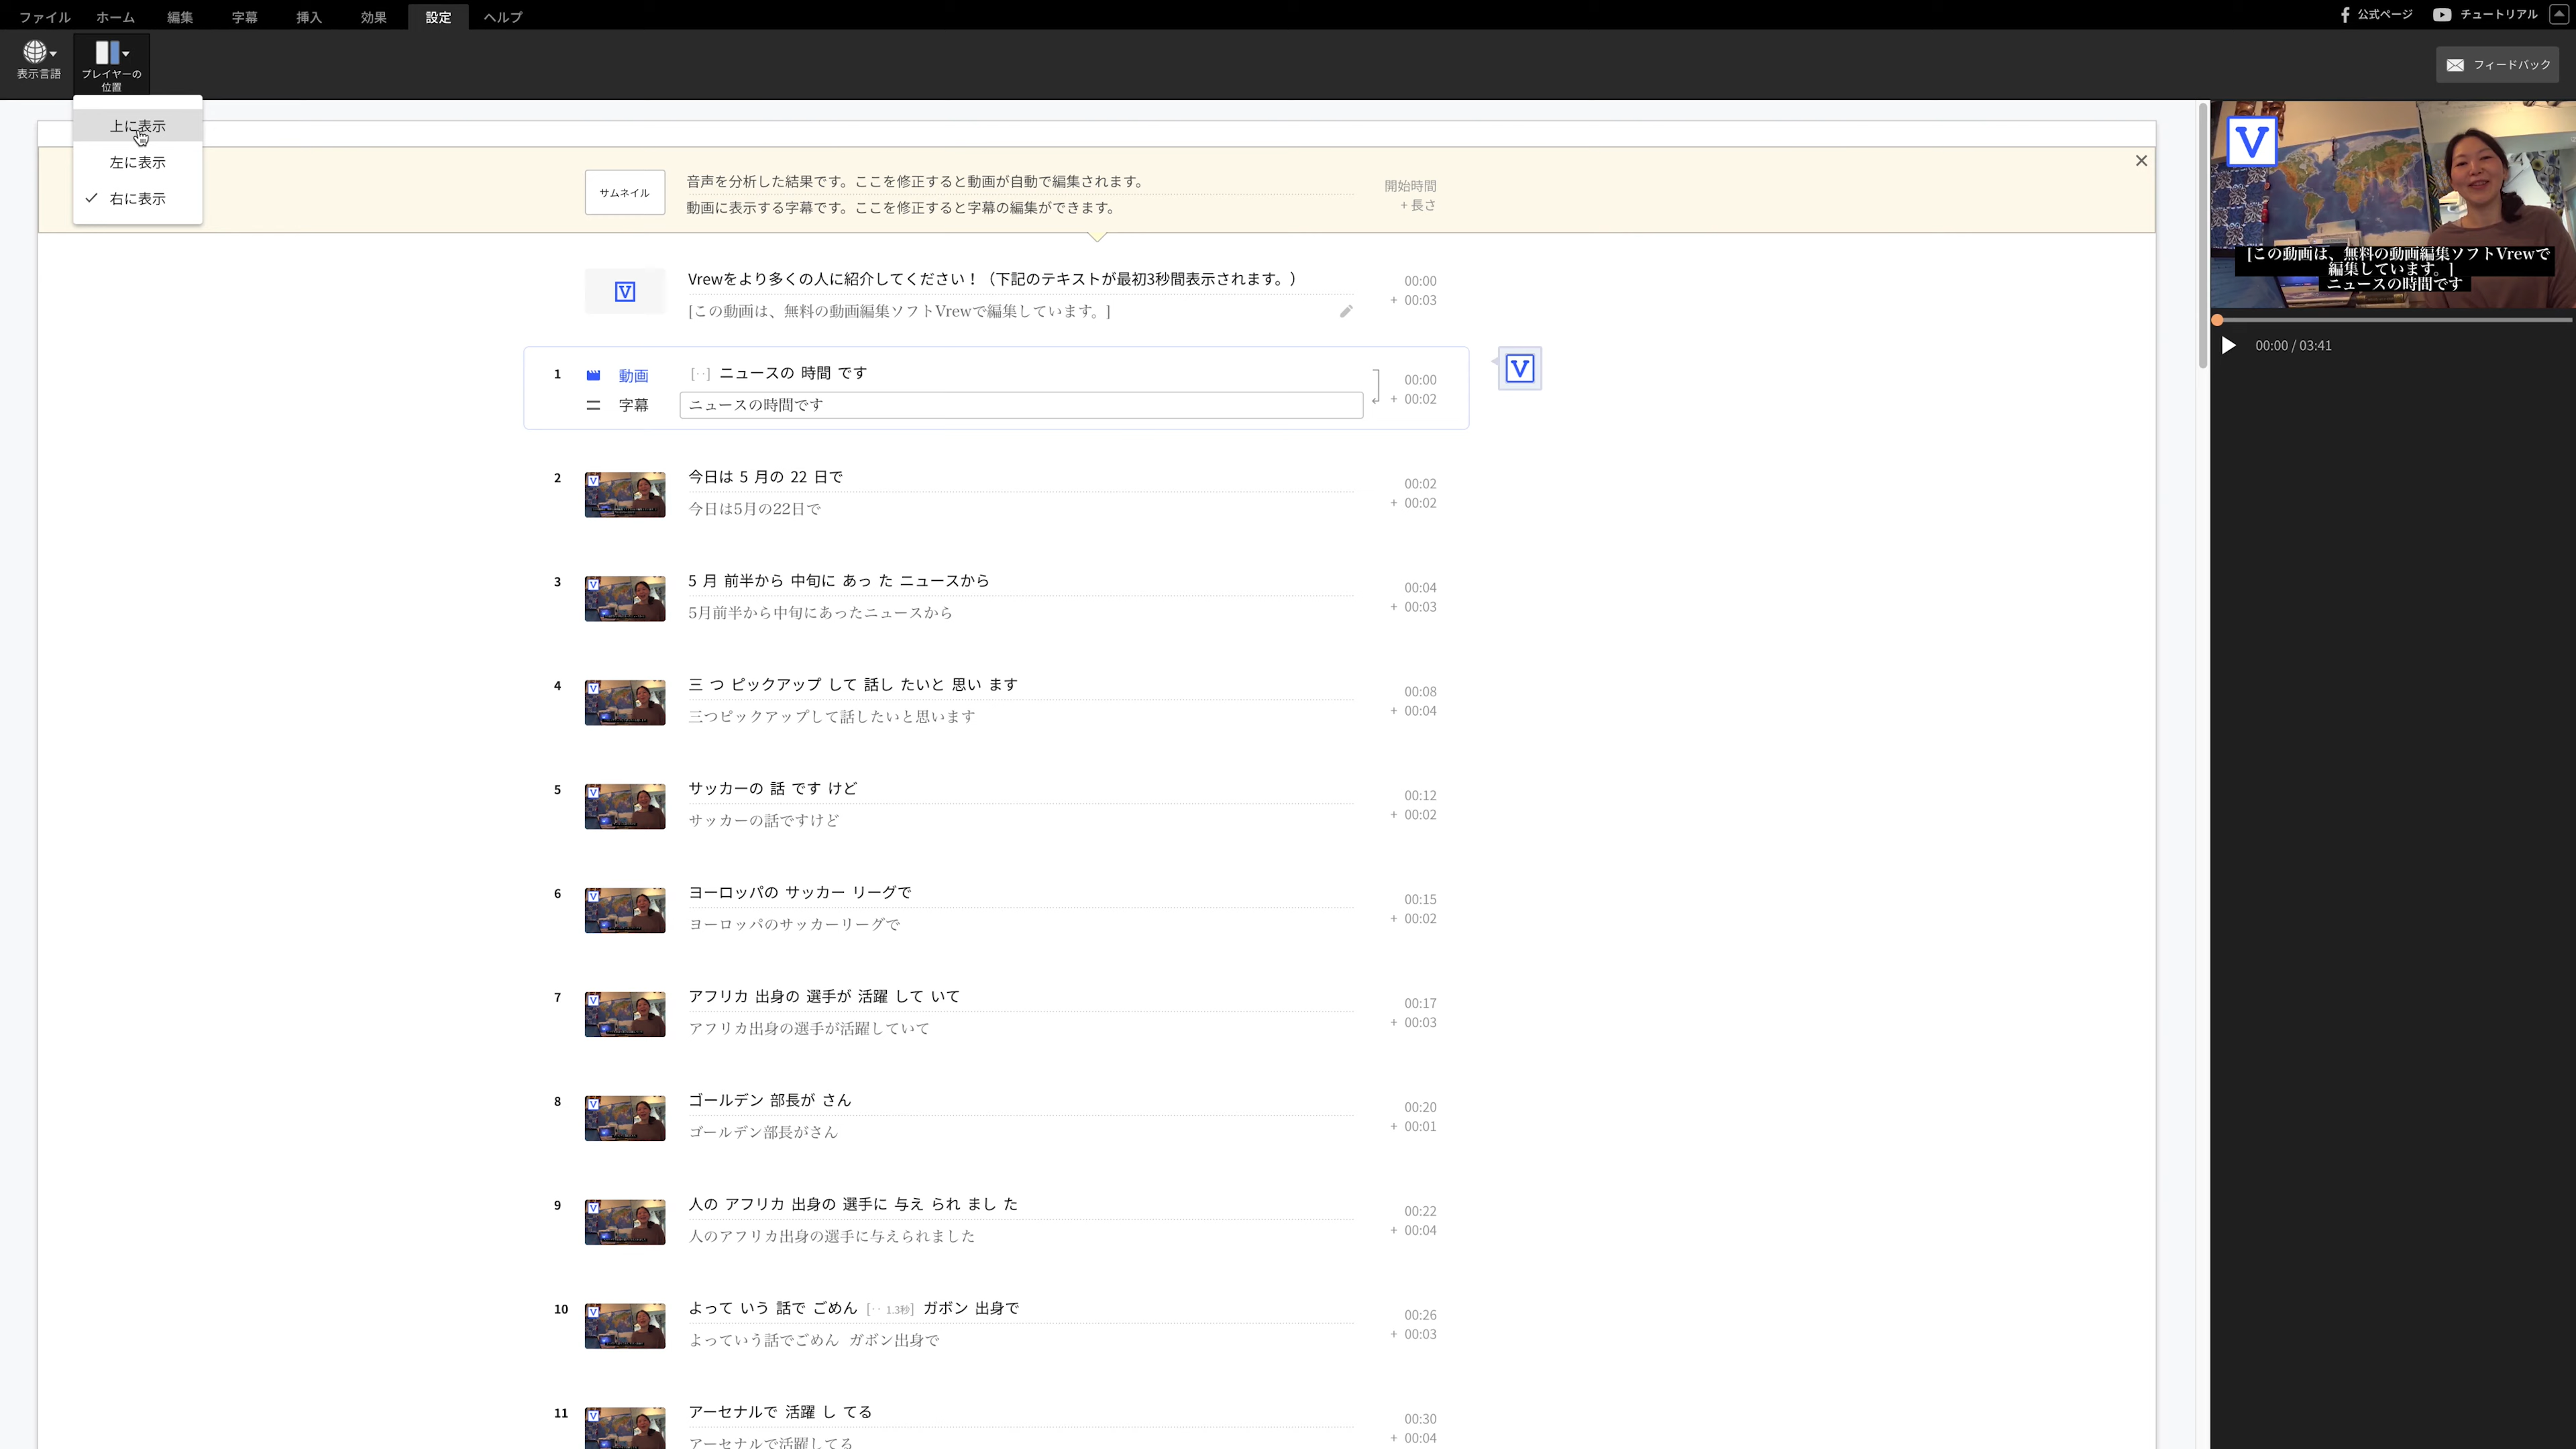 ファイル ホーム 編集 字幕 挿入 効果 設定 ヘルプ
公式ページ チュートリアル
表示言語
プレイヤーの
位置
フィードバック
上に表示
左に表示
右に表示
サムネイル
音声を分析した結果です。ここを修正すると動画が自動で編集されます。
動画に表示する字幕です。ここを修正すると字幕の編集ができます。
開始時間
+ 長さ
V
[この動画は、無料の動画編集ソフトVrewで
編集しています。]
ニュースの時間です
00:00 / 03:41
V
Vrewをより多くの人に紹介してください！（下記のテキストが最初3秒間表示されます。）
[この動画は、無料の動画編集ソフトVrewで編集しています。]
00:00
+ 00:03
1 動画 [··] ニュースの 時間 です
字幕 ニュースの時間です
00:00
+ 00:02
V
2 今日は 5 月の 22 日で
今日は5月の22日で
00:02
+ 00:02
3 5 月 前半から 中旬に あっ た ニュースから
5月前半から中旬にあったニュースから
00:04
+ 00:03
4 三 つ ピックアップ して 話し たいと 思い ます
三つピックアップして話したいと思います
00:08
+ 00:04
5 サッカーの 話 です けど
サッカーの話ですけど
00:12
+ 00:02
6 ヨーロッパの サッカー リーグで
ヨーロッパのサッカーリーグで
00:15
+ 00:02
7 アフリカ 出身の 選手が 活躍 して いて
アフリカ出身の選手が活躍していて
00:17
+ 00:03
8 ゴールデン 部長が さん
ゴールデン部長がさん
00:20
+ 00:01
9 人の アフリカ 出身の 選手に 与え られ まし た
人のアフリカ出身の選手に与えられました
00:22
+ 00:04
10 よって いう 話で ごめん [·· 1.3秒] ガボン 出身で
よっていう話でごめん ガボン出身で
00:26
+ 00:03
11 アーセナルで 活躍 し てる
アーセナルで活躍してる
00:30
+ 00:04